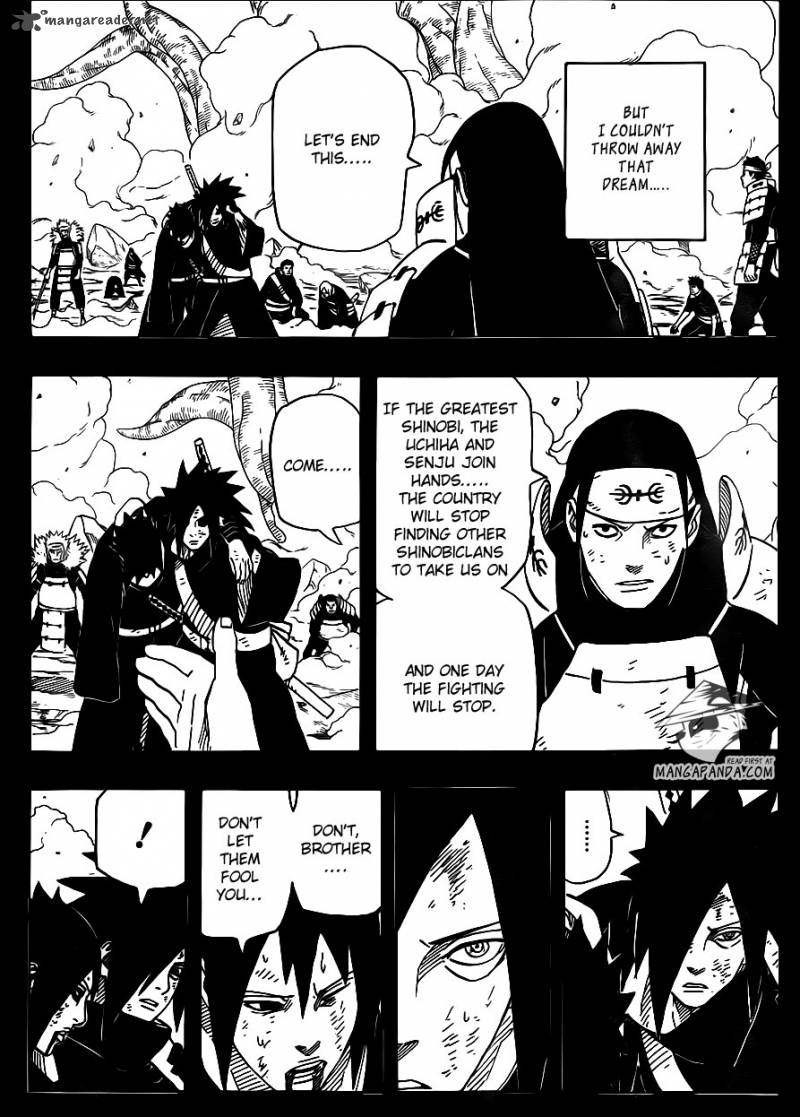 mangareader.net
LET'S END
THIS.....
BUT
I COULDN'T
THROW AWAY
THAT
DREAM.....
COME.....
IF THE GREATEST
SHINOBI, THE
UCHIHA AND
SENJU JOIN
HANDS.....
THE COUNTRY
WILL STOP
FINDING OTHER
SHINOBICLANS
TO TAKE US ON
AND ONE DAY
THE FIGHTING
WILL STOP.
READ FIRST AT
MANGAPANDA.COM
!
DON'T,
BROTHER
....
DON'T
LET
THEM
FOOL
YOU...
......